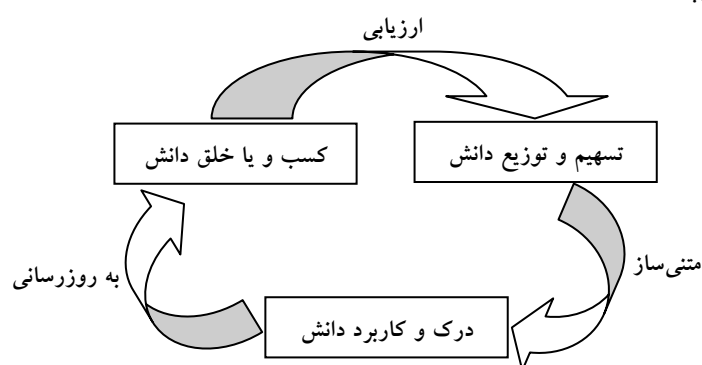 ارزیابی
کسب و یا خلق دانش
تسهیم و توزیع دانش
متنی‌ساز
به روزرسانی
درک و کاربرد دانش